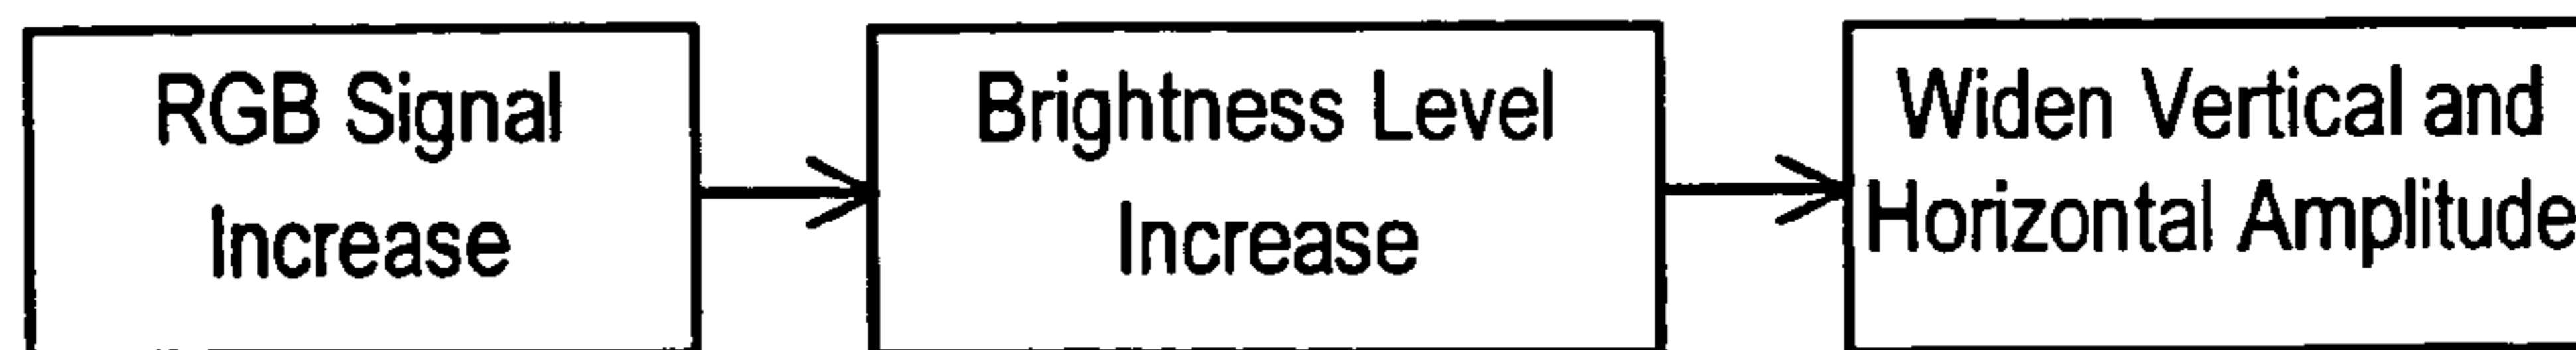 RGB Signal
Increase
Brightness Level
Increase
Widen Vertical and
Horizontal Amplitude